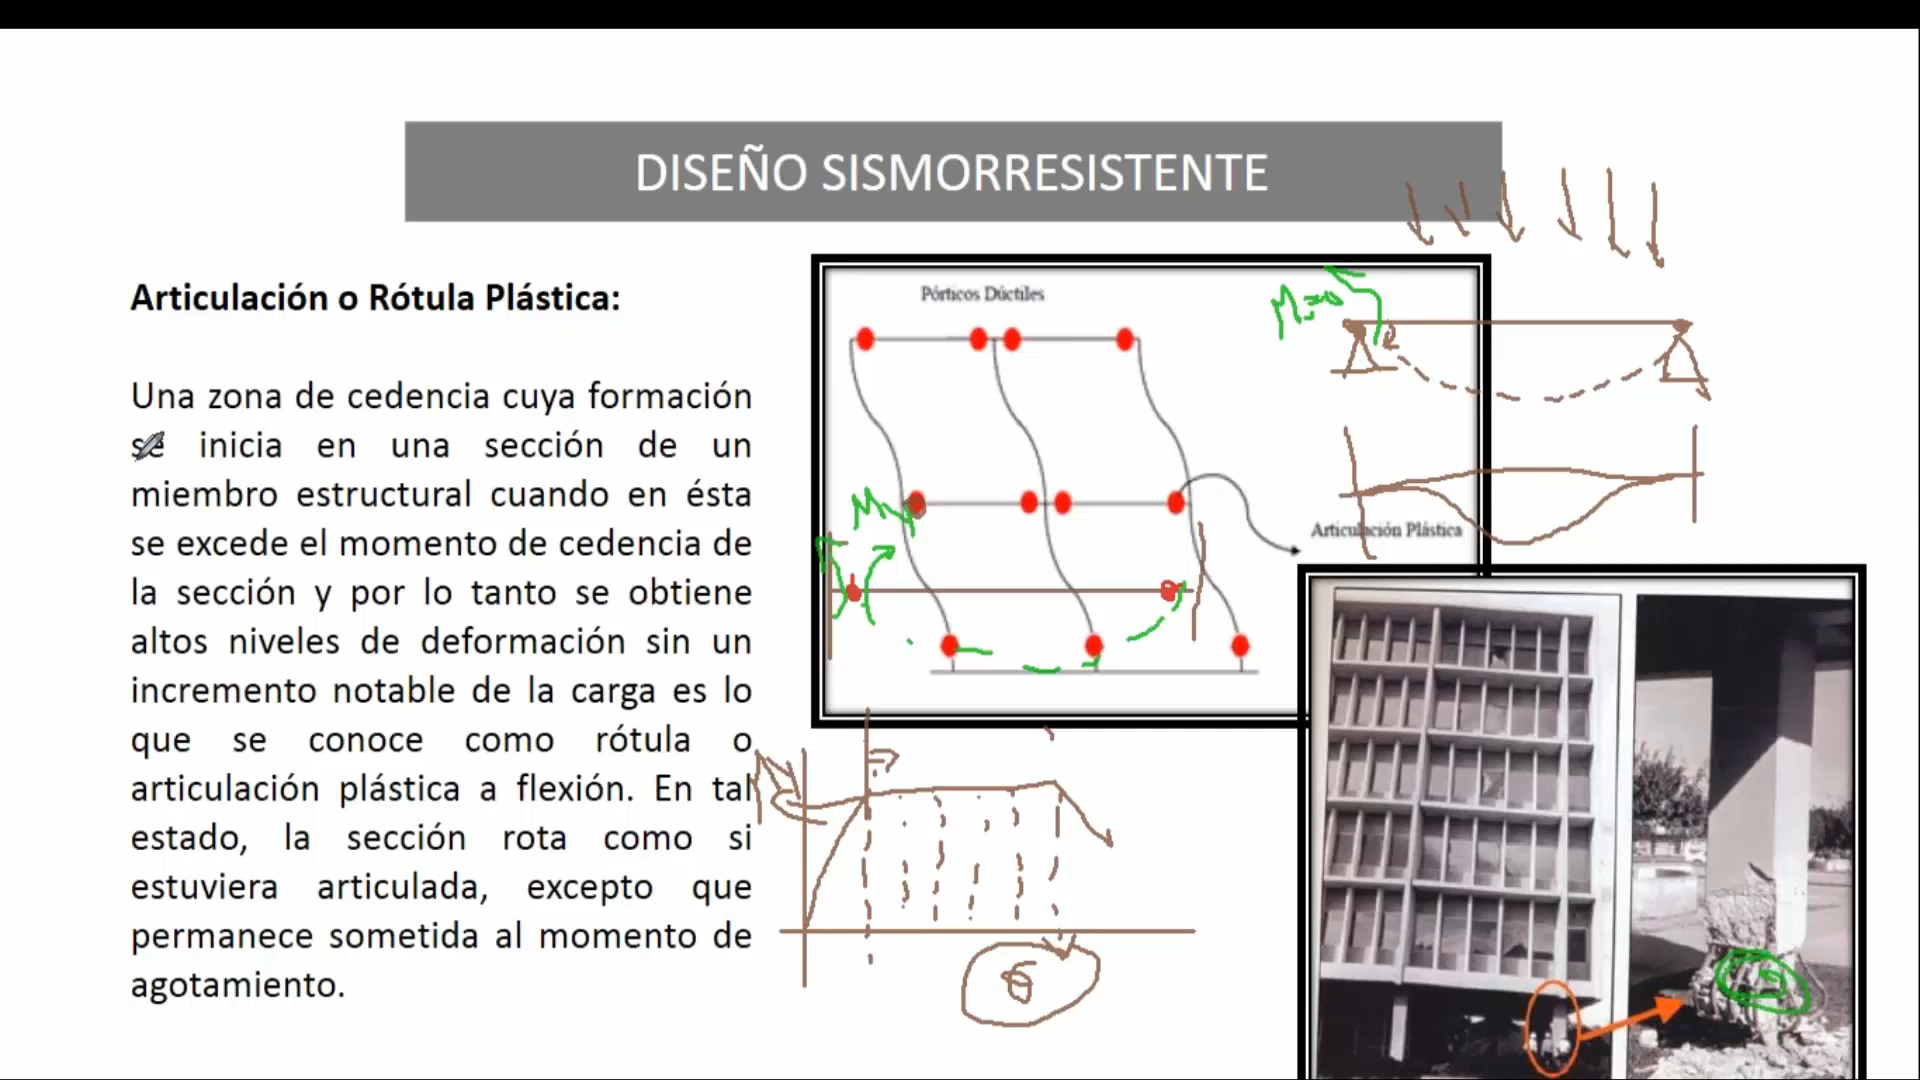 DISEÑO SISMORRESISTENTE
Articulación o Rótula Plástica:
Una zona de cedencia cuya formación
se inicia en una sección de un
miembro estructural cuando en ésta
se excede el momento de cedencia de
la sección y por lo tanto se obtiene
altos niveles de deformación sin un
incremento notable de la carga es lo
que se conoce como rótula o
articulación plástica a flexión. En tal
estado, la sección rota como si
estuviera articulada, excepto que
permanece sometida al momento de
agotamiento.
Pórticos Dúctiles
M=0
Articulación Plástica